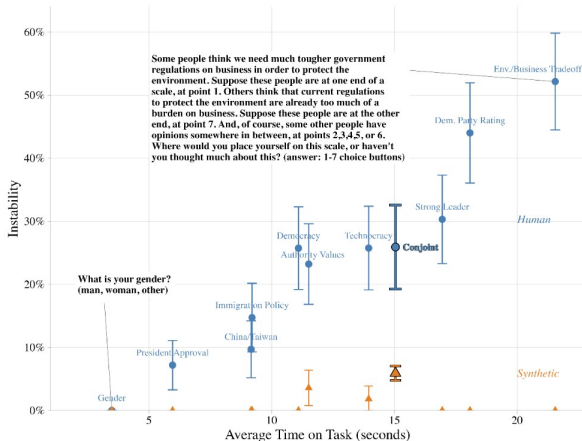 60%
Some people think we need much tougher government
regulations on business in order to protect the
environment. Suppose these people are at one end of a
scale, at point 1. Others think that current regulations
to protect the environment are already too much of a
burden on business. Suppose these people are at the other
end, at point 7. And, of course, some other people have
opinions somewhere in between, at points 2,3,4,5, or 6.
Where would you place yourself on this scale, or haven't
you thought much about this? (answer: 1-7 choice buttons)
Env./Business Tradeoff
50%
Dem. Party Rating
40%
Instability
30%
Strong Leader
Human
Democracy
Technocracy
Authority Values
Conjoint
What is your gender?
(man, woman, other)
20%
Immigration Policy
China/Taiwan
10%
President Approval
Synthetic
Gender
0%
5
10
15
20
Average Time on Task (seconds)